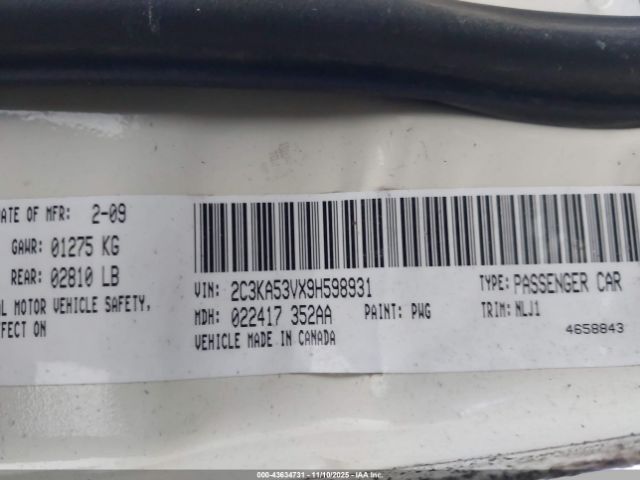 ATE OF MFR: 2-09
GAWR: 01275 KG
REAR: 02810 LB
MOTOR VEHICLE SAFETY,
ON
VIN: 2C3KA53VX9H598931
TYPE: PASSENGER CAR
MDH: 022417 352AA
PAINT: PWG
TRIM: NLJ1
VEHICLE MADE IN CANADA
4658843
000-43634731 - 11/10/2025 - IAA Inc.